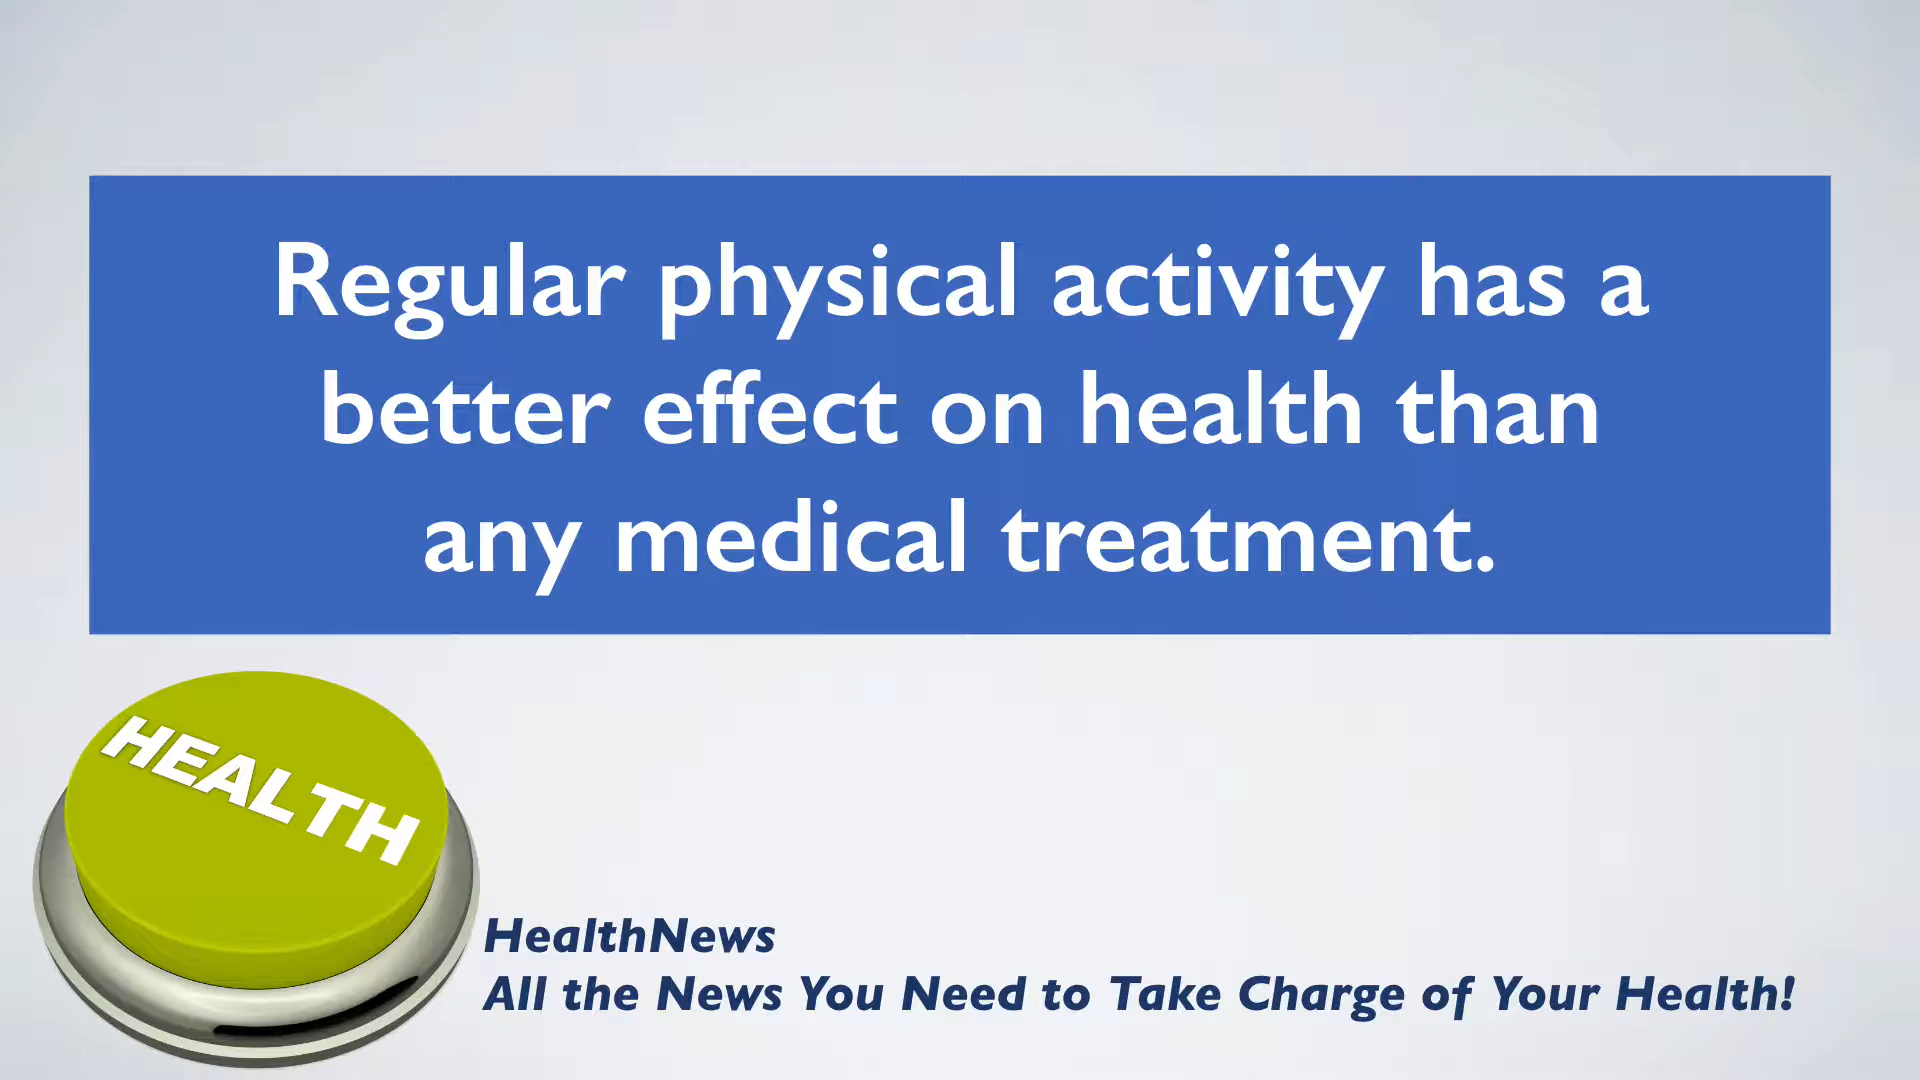 Regular physical activity has a
better effect on health than
any medical treatment.
HEALTH
HealthNews
All the News You Need to Take Charge of Your Health!